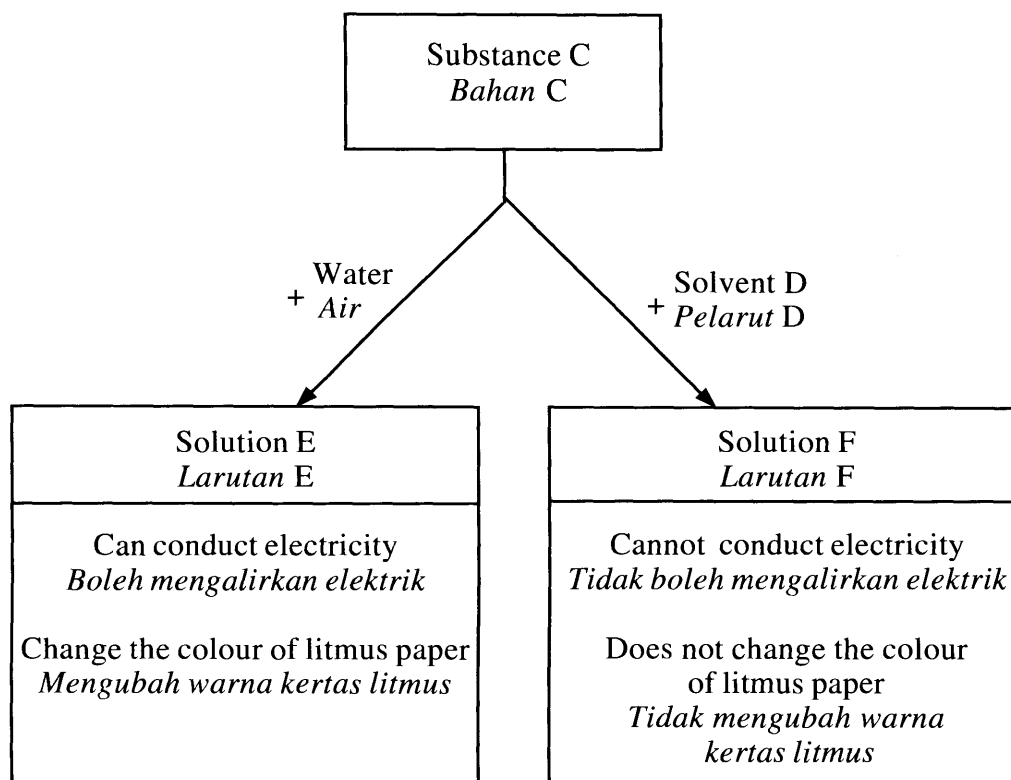 Substance C
Bahan C
+ Water
Air
+ Solvent D
Pelarut D
Solution E
Larutan E
Can conduct electricity
Boleh mengalirkan elektrik
Change the colour of litmus paper
Mengubah warna kertas litmus
Solution F
Larutan F
Cannot conduct electricity
Tidak boleh mengalirkan elektrik
Does not change the colour
of litmus paper
Tidak mengubah warna
kertas litmus